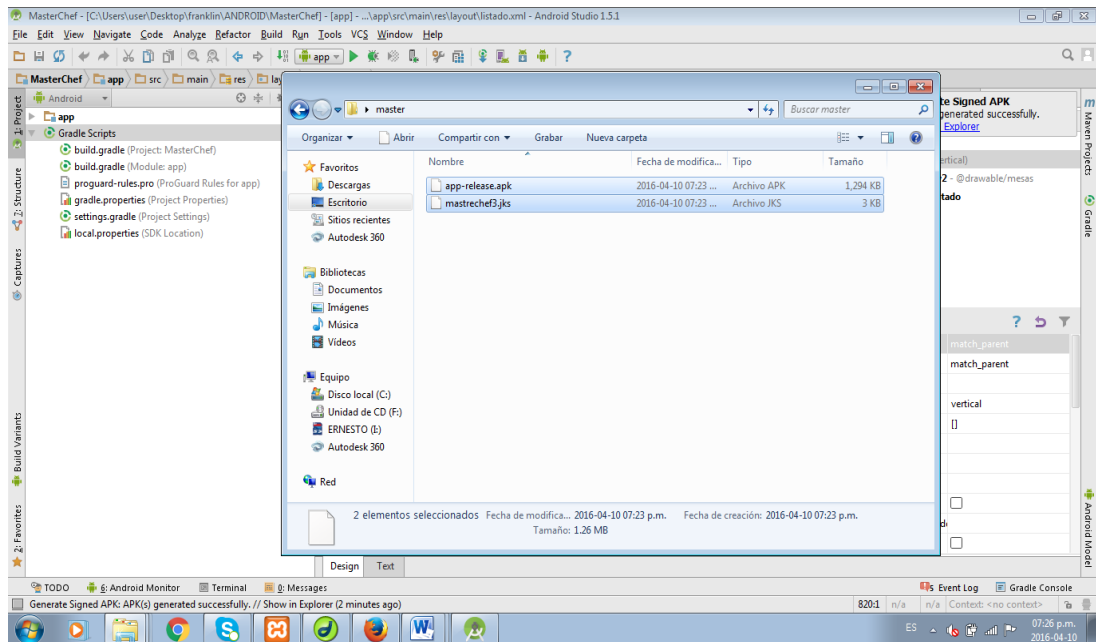 MasterChef - [C:\Users\user\Desktop\franklin\ANDROID\MasterChef] - [app] - ...\app\src\main\res\layout\listado.xml - Android Studio 1.5.1
File Edit View Navigate Code Analyze Refactor Build Run Tools VCS Window Help
app
MasterChef app src main res lay
Android
1: Project
app
Gradle Scripts
build.gradle (Project: MasterChef)
build.gradle (Module: app)
proguard-rules.pro (ProGuard Rules for app)
gradle.properties (Project Properties)
settings.gradle (Project Settings)
local.properties (SDK Location)
Z: Structure
Captures
Build Variants
2: Favorites
master
Buscar master
Organizar
Abrir
Compartir con
Grabar
Nueva carpeta
Favoritos
Descargas
Escritorio
Sitios recientes
Autodesk 360
Bibliotecas
Documentos
Imágenes
Música
Vídeos
Equipo
Disco local (C:)
Unidad de CD (F:)
ERNESTO (I:)
Autodesk 360
Red
Nombre Fecha de modifica... Tipo Tamaño
app-release.apk 2016-04-10 07:23 ... Archivo APK 1,294 KB
mastrechef3.jks 2016-04-10 07:23 ... Archivo JKS 3 KB
2 elementos seleccionados Fecha de modifica... 2016-04-10 07:23 p.m. Fecha de creación: 2016-04-10 07:23 p.m.
Tamaño: 1.26 MB
te Signed APK
generated successfully.
Explorer
ertical)
2 - @drawable/mesas
tado
match_parent
match_parent
vertical
[]
Maven Projects
Gradle
Android Model
Design Text
TODO 6: Android Monitor Terminal 0: Messages
Event Log Gradle Console
Generate Signed APK: APK(s) generated successfully. // Show in Explorer (2 minutes ago)
820:1 n/a n/a Context: <no context>
ES
07:26 p.m.
2016-04-10